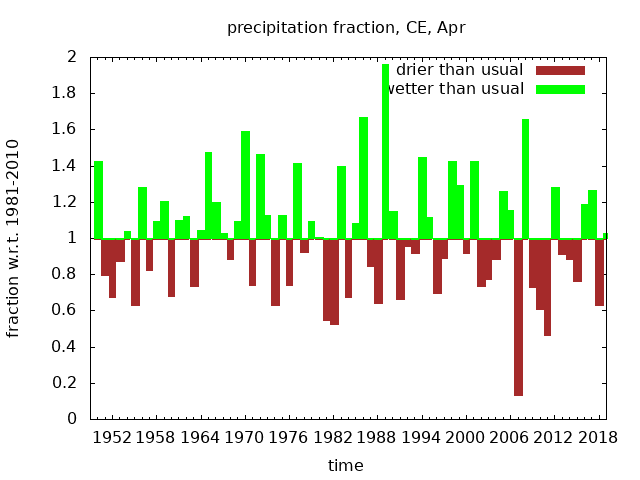 precipitation fraction, CE, Apr
drier than usual
wetter than usual
fraction w.r.t. 1981-2010
2
1.8
1.6
1.4
1.2
1
0.8
0.6
0.4
0.2
0
1952 1958 1964 1970 1976 1982 1988 1994 2000 2006 2012 2018
time